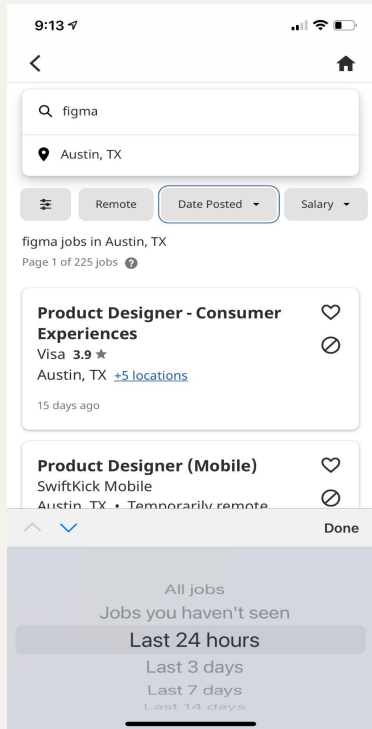 9:13
figma
Austin, TX
Remote
Date Posted
Salary
figma jobs in Austin, TX
Page 1 of 225 jobs ?
Product Designer - Consumer
Experiences
Visa 3.9 ★
Austin, TX +5 locations
15 days ago
Product Designer (Mobile)
SwiftKick Mobile
Austin, TX • Temporarily remote
Done
All jobs
Jobs you haven't seen
Last 24 hours
Last 3 days
Last 7 days
Last 14 days